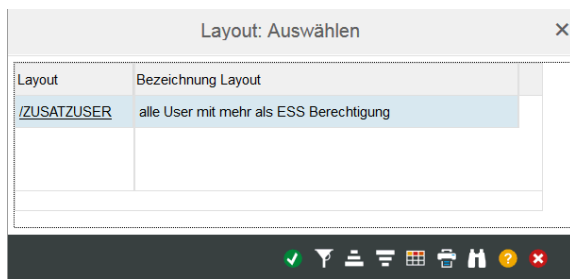 Layout: Auswählen
Layout Bezeichnung Layout
/ZUSATZUSER alle User mit mehr als ESS Berechtigung